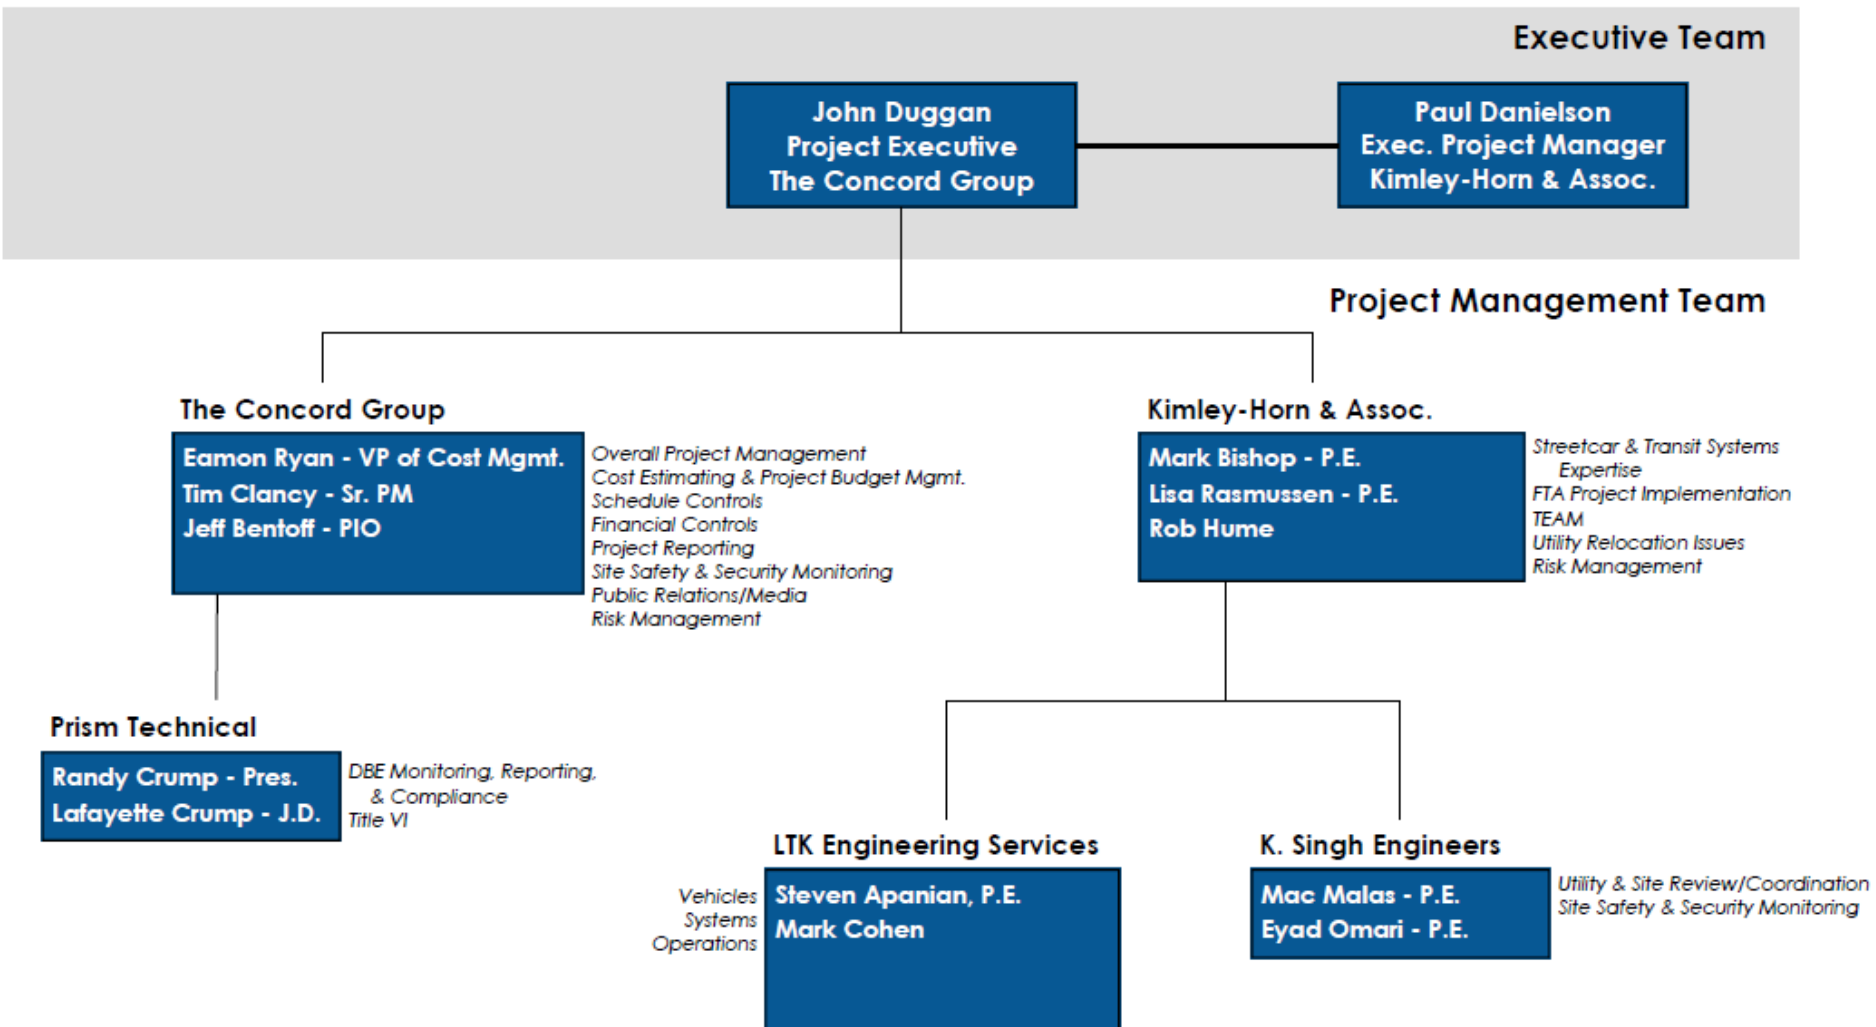 Executive Team
John Duggan
Project Executive
The Concord Group
Paul Danielson
Exec. Project Manager
Kimley-Horn & Assoc.
Project Management Team
The Concord Group
Eamon Ryan - VP of Cost Mgmt.
Tim Clancy - Sr. PM
Jeff Bentoff - PIO
Overall Project Management
Cost Estimating & Project Budget Mgmt.
Schedule Controls
Financial Controls
Project Reporting
Site Safety & Security Monitoring
Public Relations/Media
Risk Management
Kimley-Horn & Assoc.
Mark Bishop - P.E.
Lisa Rasmussen - P.E.
Rob Hume
Streetcar & Transit Systems
Expertise
FTA Project Implementation
TEAM
Utility Relocation Issues
Risk Management
Prism Technical
Randy Crump - Pres.
Lafayette Crump - J.D.
DBE Monitoring, Reporting,
& Compliance
Title VI
LTK Engineering Services
Vehicles
Systems
Operations
Steven Apanian, P.E.
Mark Cohen
K. Singh Engineers
Mac Malas - P.E.
Eyad Omari - P.E.
Utility & Site Review/Coordination
Site Safety & Security Monitoring